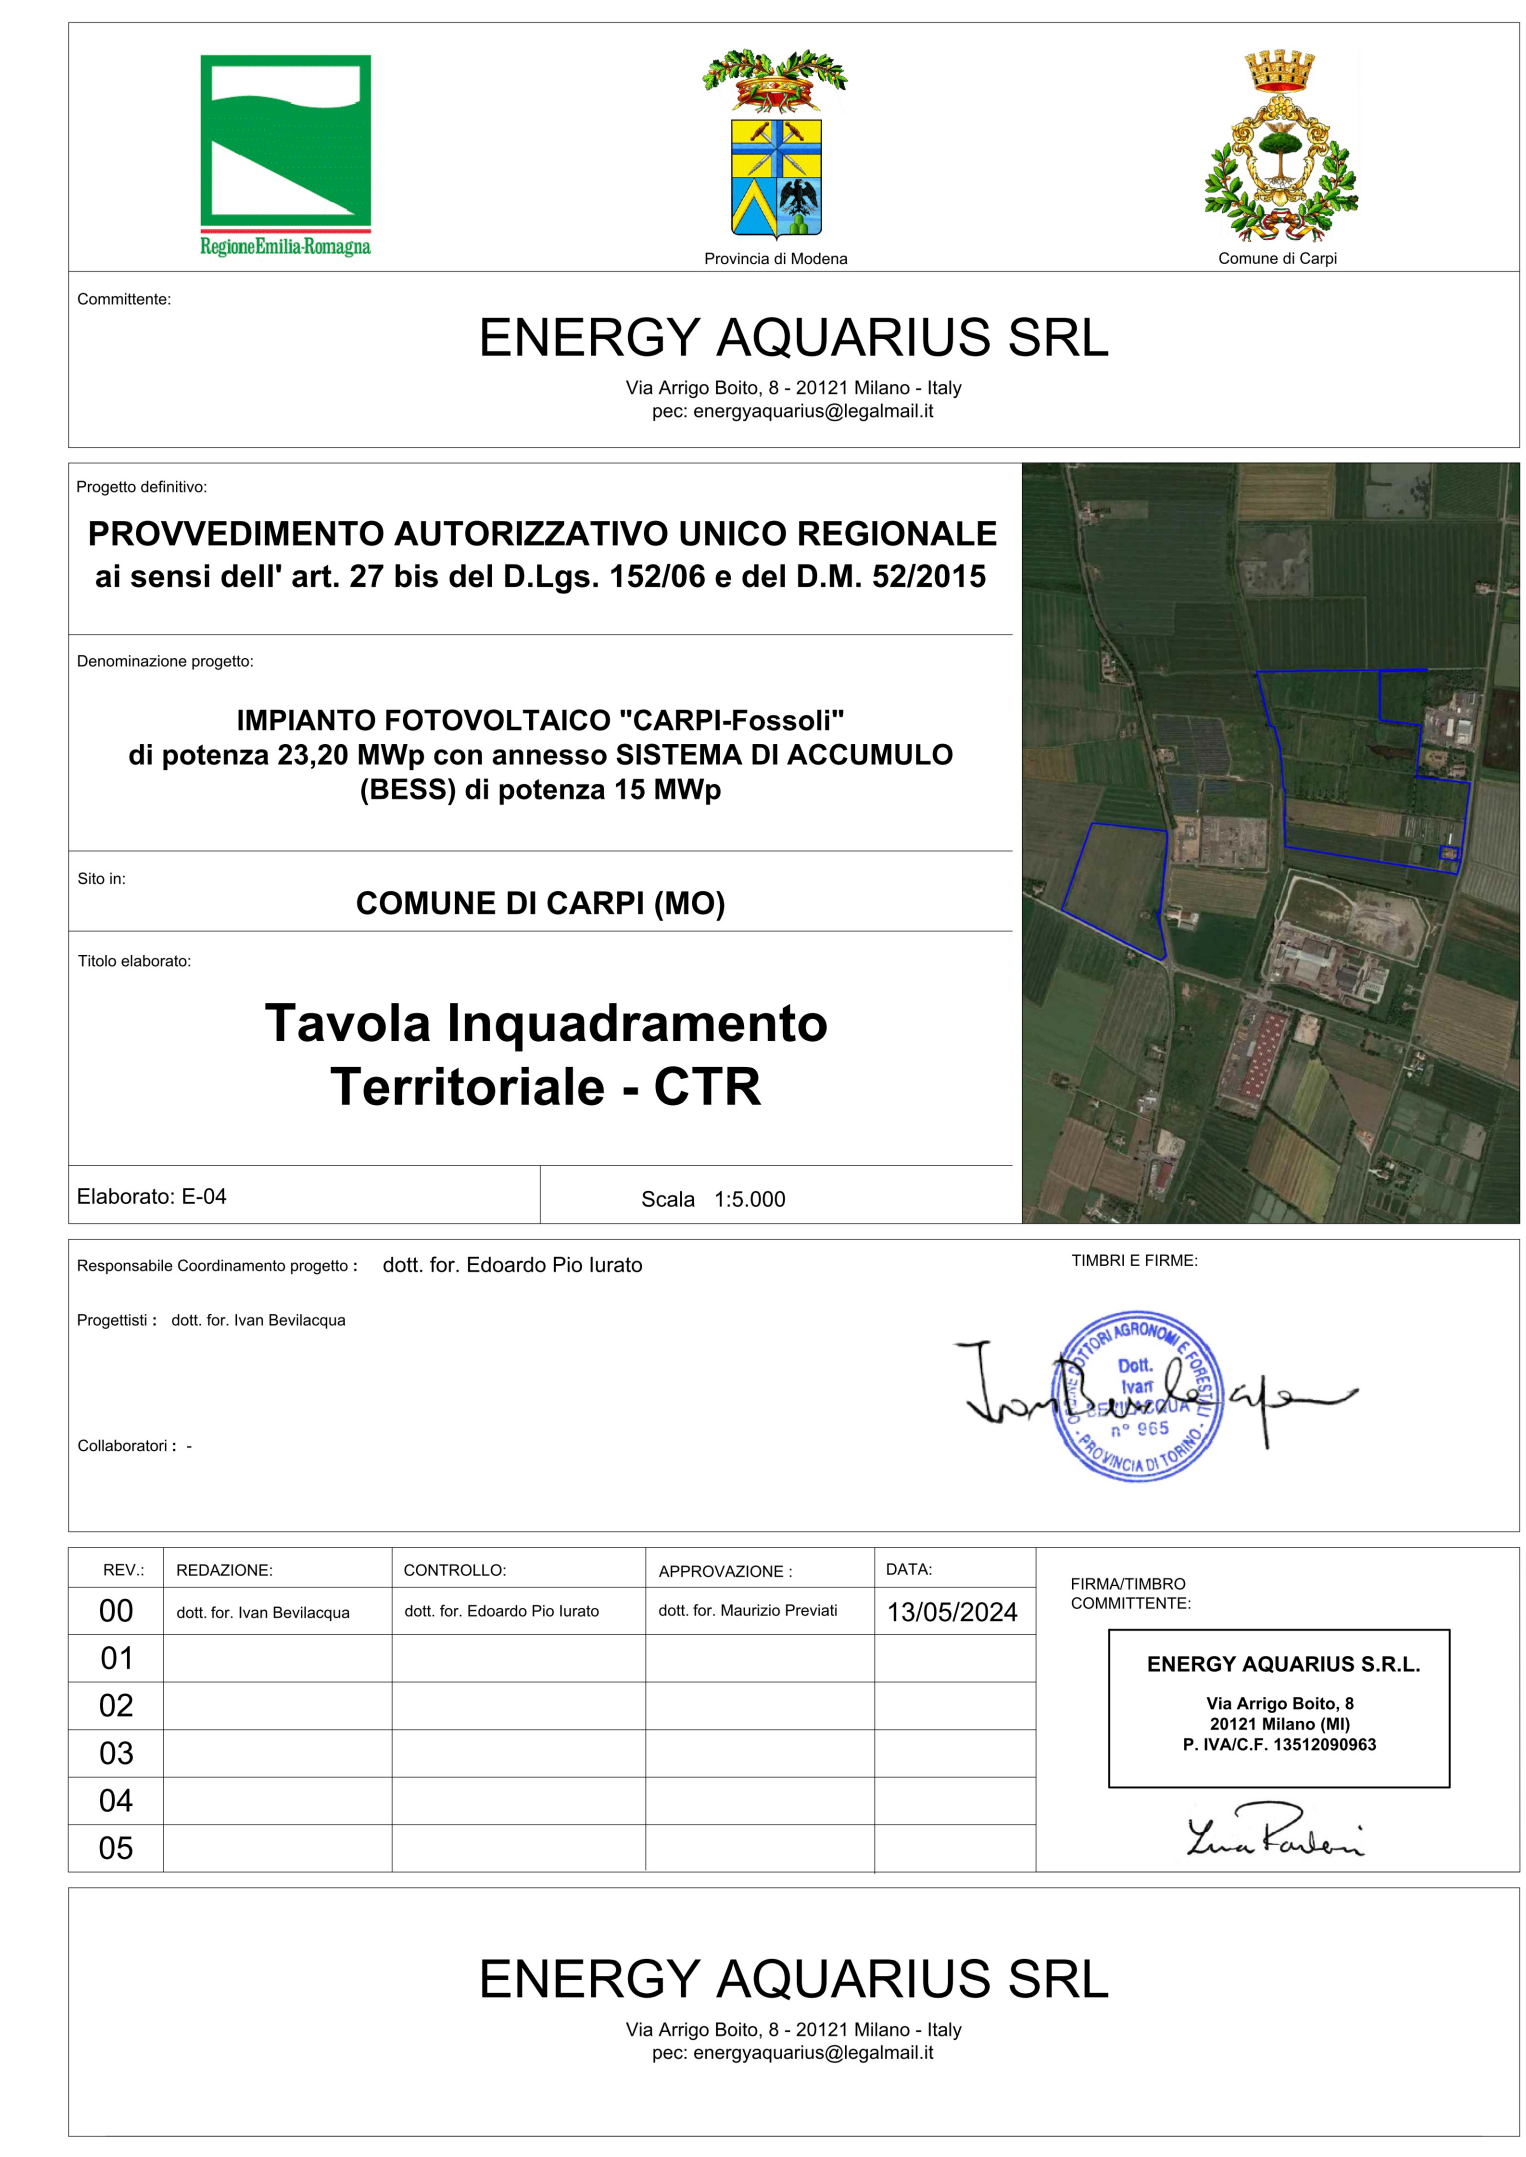 RegioneEmilia-Romagna
Provincia di Modena
Comune di Carpi
Committente:
ENERGY AQUARIUS SRL
Via Arrigo Boito, 8 - 20121 Milano - Italy
pec: energyaquarius@legalmail.it
Progetto definitivo:
PROVVEDIMENTO AUTORIZZATIVO UNICO REGIONALE
ai sensi dell' art. 27 bis del D.Lgs. 152/06 e del D.M. 52/2015
Denominazione progetto:
IMPIANTO FOTOVOLTAICO "CARPI-Fossoli"
di potenza 23,20 MWp con annesso SISTEMA DI ACCUMULO
(BESS) di potenza 15 MWp
Sito in:
COMUNE DI CARPI (MO)
Titolo elaborato:
Tavola Inquadramento
Territoriale - CTR
Elaborato: E-04
Scala 1:5.000
Responsabile Coordinamento progetto : dott. for. Edoardo Pio Iurato
TIMBRI E FIRME:
Progettisti : dott. for. Ivan Bevilacqua
ORDINE DOTTORI AGRONOMI E FORESTALI
Dott.
Ivan
BEVILACQUA
n° 965
- PROVINCIA DI TORINO -
Ivan Bevilacqua
Collaboratori : -
REV.: REDAZIONE: CONTROLLO: APPROVAZIONE : DATA:
00 dott. for. Ivan Bevilacqua dott. for. Edoardo Pio Iurato dott. for. Maurizio Previati 13/05/2024
01
02
03
04
05
FIRMA/TIMBRO
COMMITTENTE:
ENERGY AQUARIUS S.R.L.
Via Arrigo Boito, 8
20121 Milano (MI)
P. IVA/C.F. 13512090963
ENERGY AQUARIUS SRL
Via Arrigo Boito, 8 - 20121 Milano - Italy
pec: energyaquarius@legalmail.it